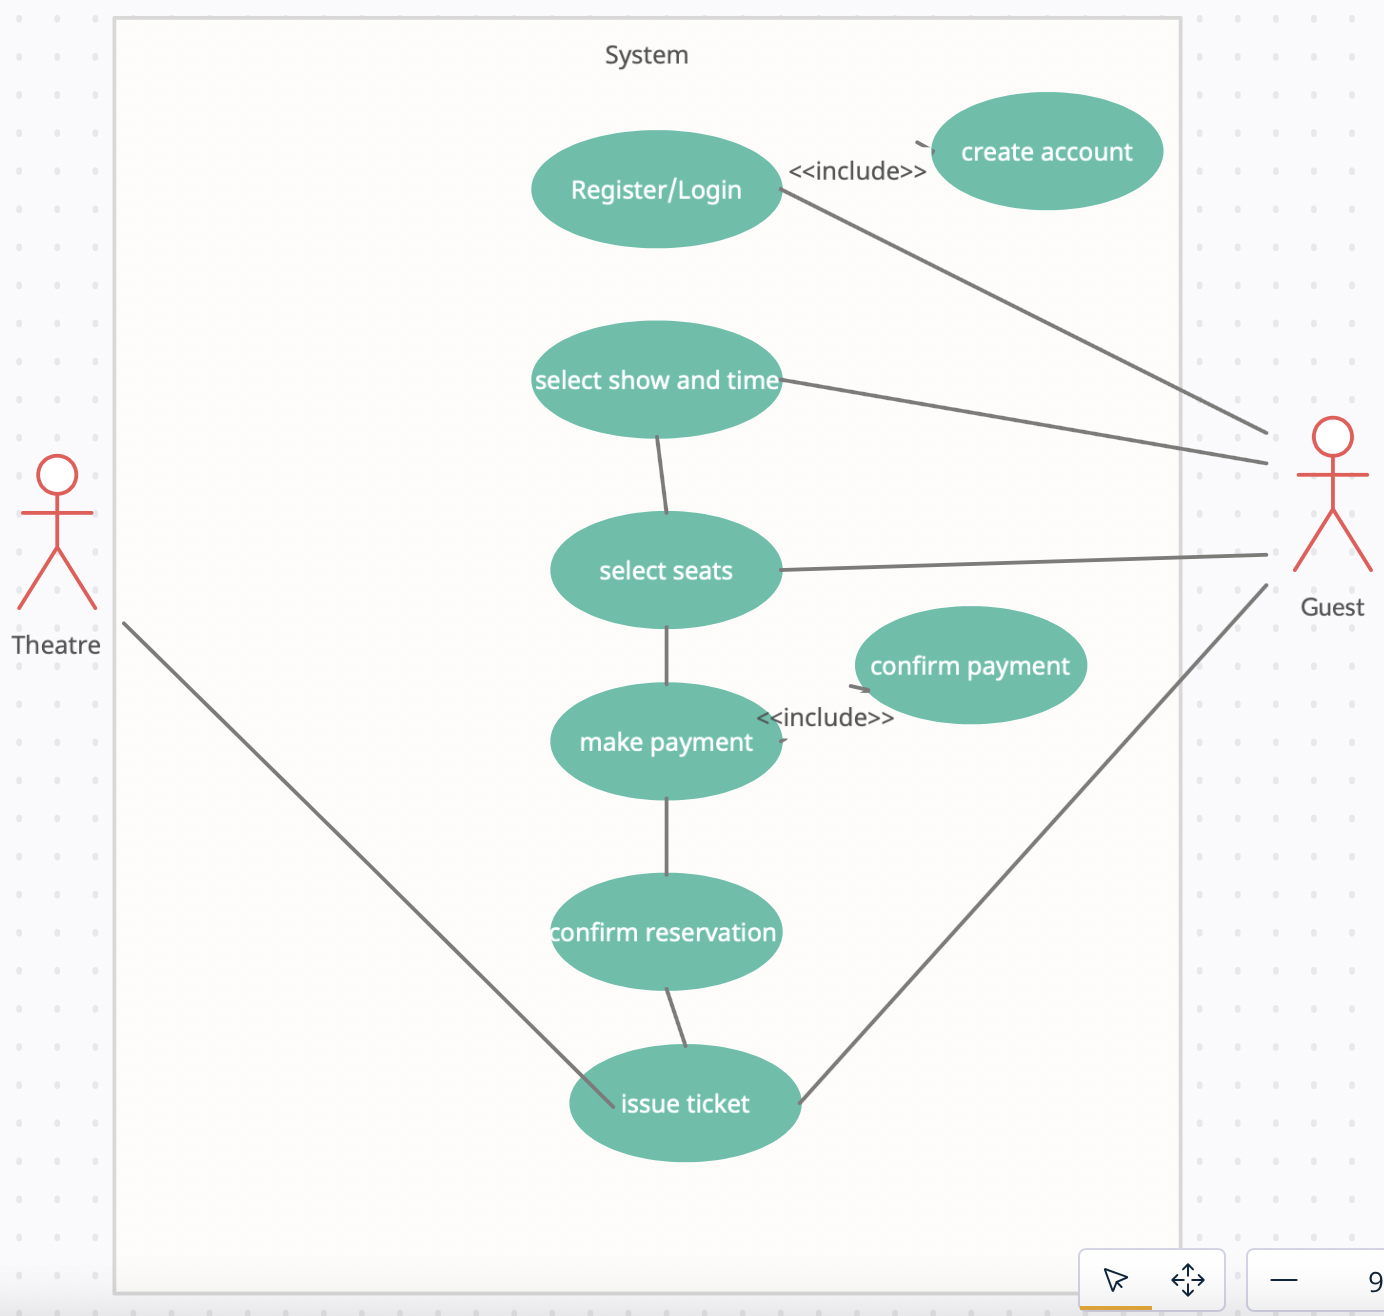 System
create account
<<include>>
Register/Login
select show and time
select seats
Theatre
Guest
confirm payment
<<include>>
make payment
confirm reservation
issue ticket
9